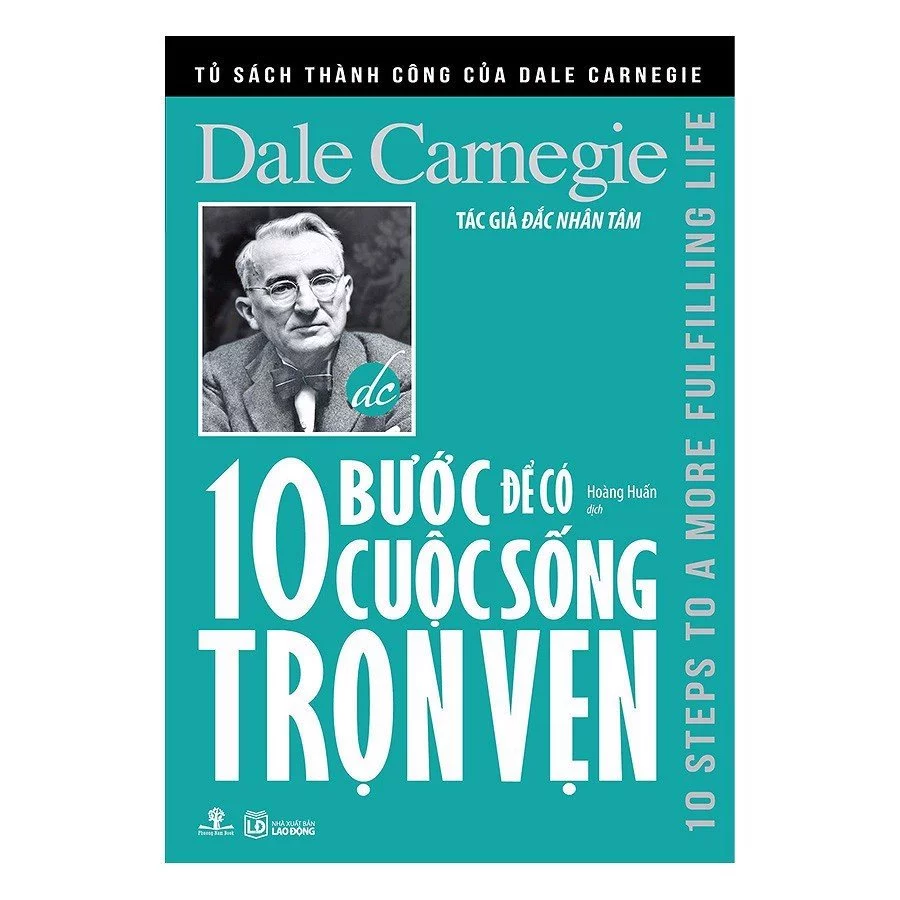 TỦ SÁCH THÀNH CÔNG CỦA DALE CARNEGIE
Dale Carnegie
TÁC GIẢ ĐẮC NHÂN TÂM
dc
10 BƯỚC ĐỂ CÓ
CUỘC SỐNG
TRỌN VẸN
Hoàng Huấn
dịch
10 STEPS TO A MORE FULFILLING LIFE
Phuong Nam Book
LĐ
NHÀ XUẤT BẢN
LAO ĐỘNG